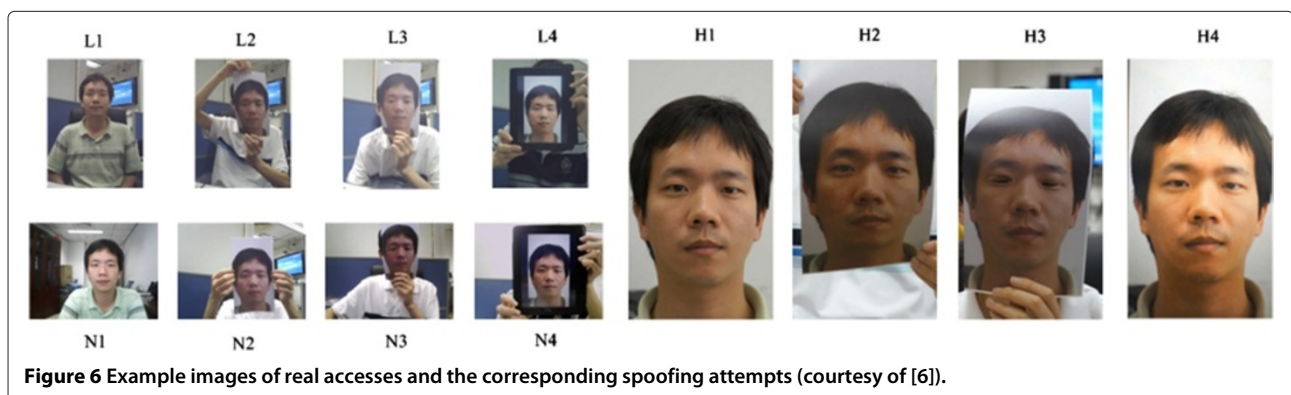 L1 L2 L3 L4 H1 H2 H3 H4
N1 N2 N3 N4
Figure 6 Example images of real accesses and the corresponding spoofing attempts (courtesy of [6]).